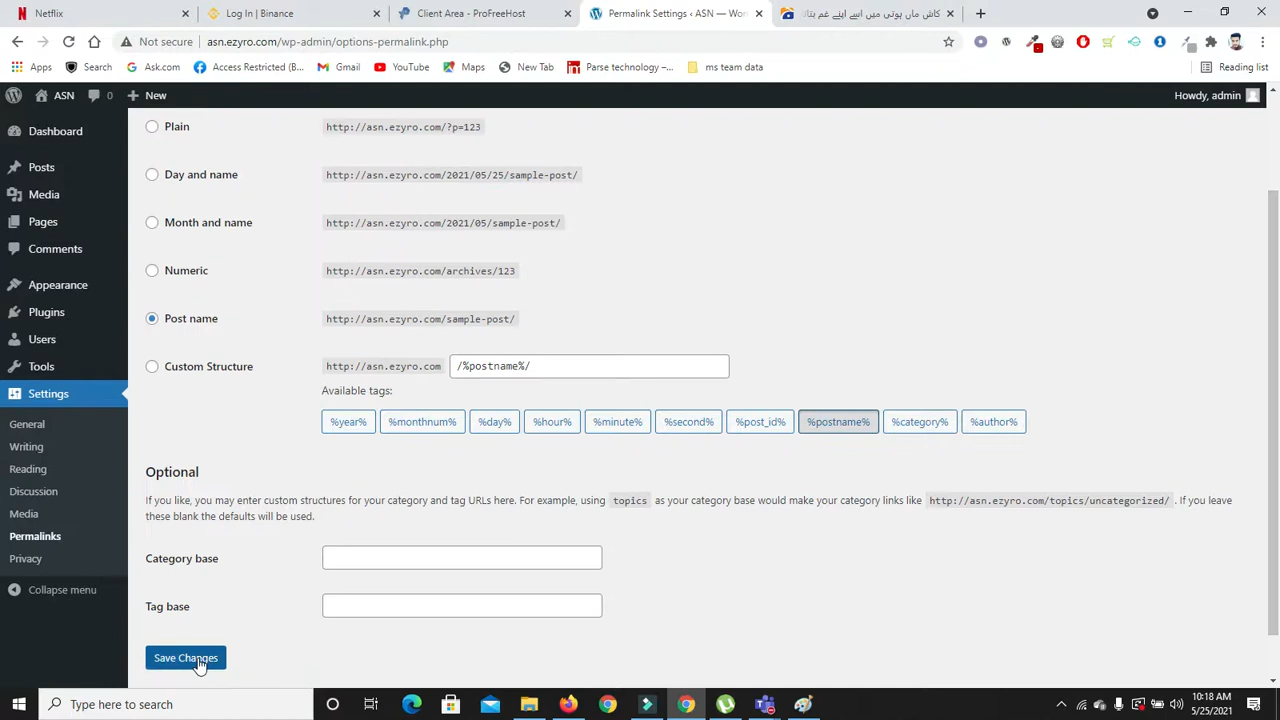 Netflix
Log In | Binance
Client Area - ProFreeHost
Permalink Settings ‹ ASN — Wor
کاش ماں ہوتی میں اسے اپنے غم بتات
Not secure
asn.ezyro.com/wp-admin/options-permalink.php
Apps
Search
Ask.com
Access Restricted (B...
Gmail
YouTube
Maps
New Tab
Parse technology –...
ms team data
Reading list
ASN
0
New
Howdy, admin
Dashboard
Posts
Media
Pages
Comments
Appearance
Plugins
Users
Tools
Settings
General
Writing
Reading
Discussion
Media
Permalinks
Privacy
Collapse menu
Plain
http://asn.ezyro.com/?p=123
Day and name
http://asn.ezyro.com/2021/05/25/sample-post/
Month and name
http://asn.ezyro.com/2021/05/sample-post/
Numeric
http://asn.ezyro.com/archives/123
Post name
http://asn.ezyro.com/sample-post/
Custom Structure
http://asn.ezyro.com
/%postname%/
Available tags:
%year%
%monthnum%
%day%
%hour%
%minute%
%second%
%post_id%
%postname%
%category%
%author%
Optional
If you like, you may enter custom structures for your category and tag URLs here. For example, using topics as your category base would make your category links like http://asn.ezyro.com/topics/uncategorized/ . If you leave
these blank the defaults will be used.
Category base
Tag base
Save Changes
Type here to search
10:18 AM
5/25/2021